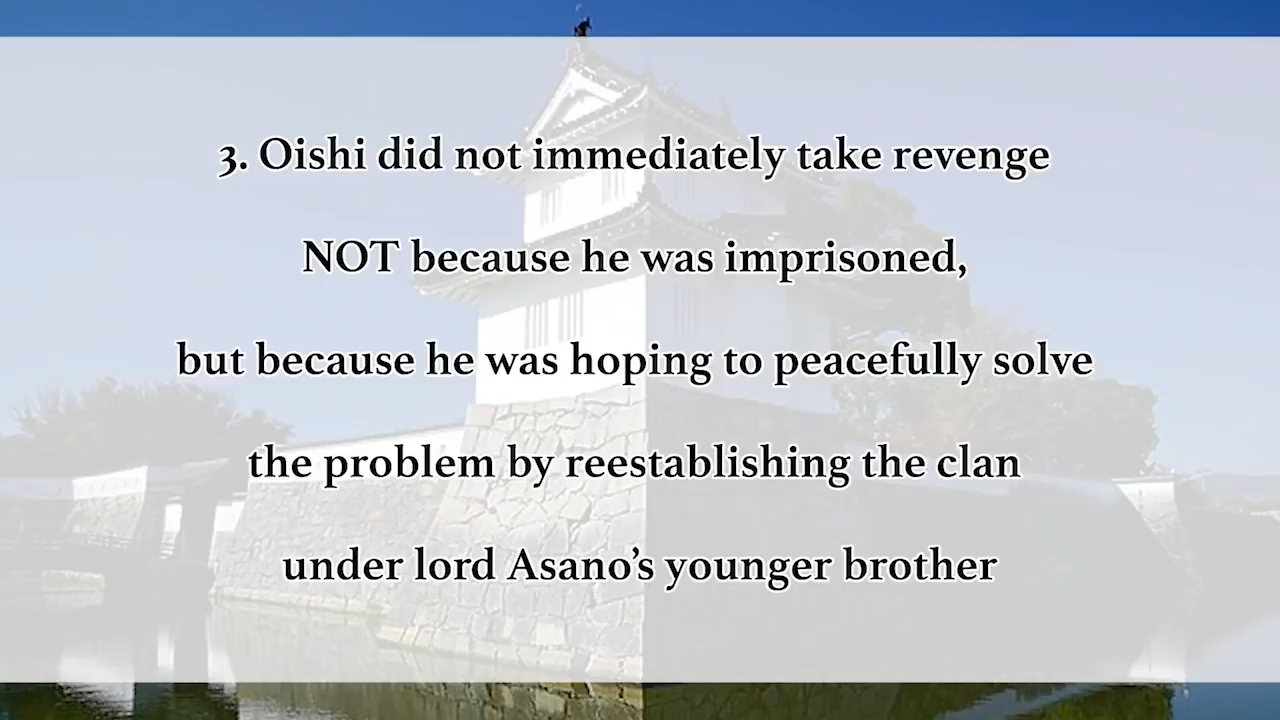 3. Oishi did not immediately take revenge
NOT because he was imprisoned,
but because he was hoping to peacefully solve
the problem by reestablishing the clan
under lord Asano’s younger brother